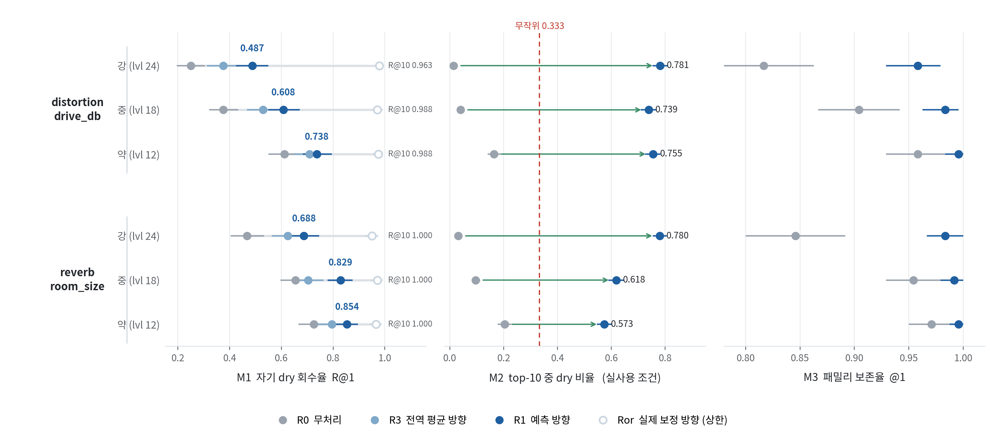 무작위 0.333
distortion
drive_db
강 (lvl 24)
0.487
R@10 0.963
0.781
중 (lvl 18)
0.608
R@10 0.988
0.739
약 (lvl 12)
0.738
R@10 0.988
0.755
reverb
room_size
강 (lvl 24)
0.688
R@10 1.000
0.780
중 (lvl 18)
0.829
R@10 1.000
0.618
약 (lvl 12)
0.854
R@10 1.000
0.573
0.2 0.4 0.6 0.8 1.0
0.0 0.2 0.4 0.6 0.8
0.80 0.85 0.90 0.95 1.00
M1 자기 dry 회수율 R@1
M2 top-10 중 dry 비율 (실사용 조건)
M3 패밀리 보존율 @1
R0 무처리
R3 전역 평균 방향
R1 예측 방향
Ror 실제 보정 방향 (상한)